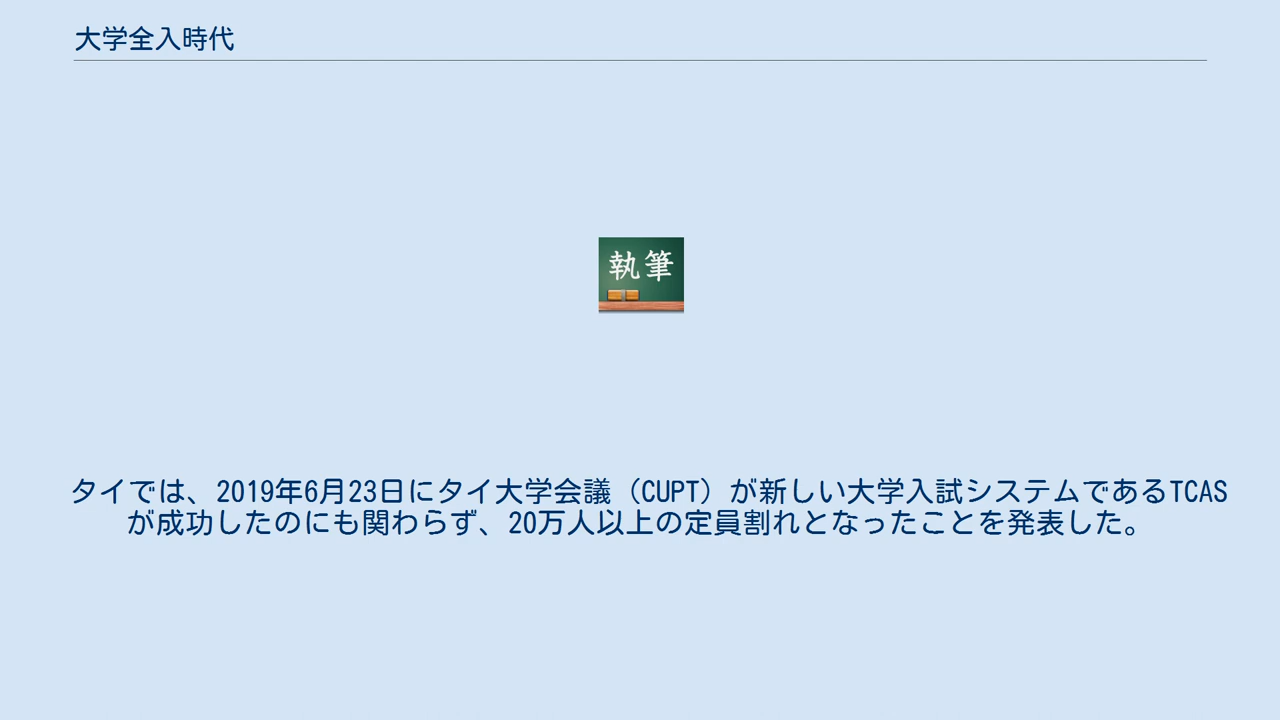 大学全入時代
執筆
タイでは、2019年6月23日にタイ大学会議（CUPT）が新しい大学入試システムであるTCAS
が成功したのにも関わらず、20万人以上の定員割れとなったことを発表した。